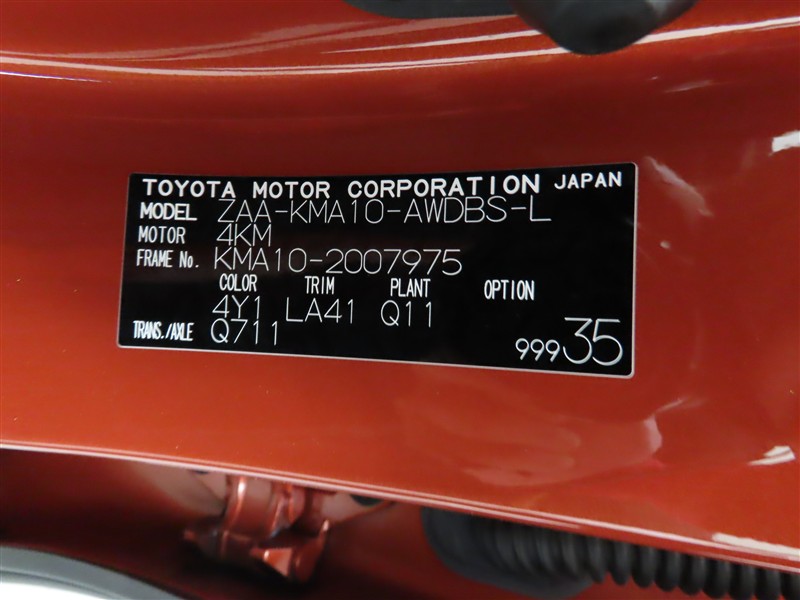 TOYOTA MOTOR CORPORATION JAPAN
MODEL ZAA-KMA10-AWDBS-L
MOTOR 4KM
FRAME No. KMA10-2007975
COLOR TRIM PLANT OPTION
4Y1 LA41 Q11
TRANS./AXLE Q711
99935